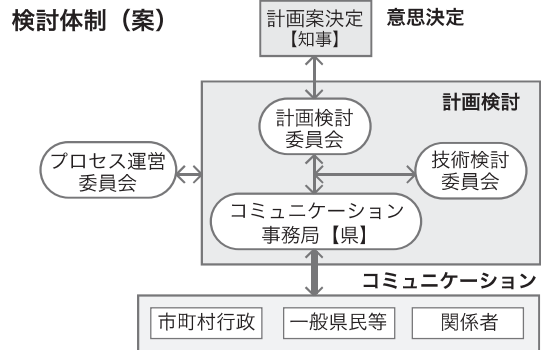 検討体制（案）
計画案決定
【知事】
意思決定
計画検討
計画検討
委員会
プロセス運営
委員会
技術検討
委員会
コミュニケーション
事務局【県】
コミュニケーション
市町村行政
一般県民等
関係者